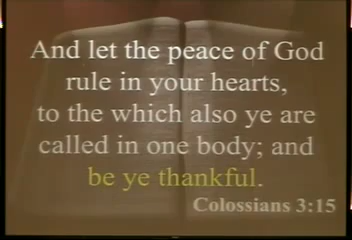 And let the peace of God
rule in your hearts,
to the which also ye are
called in one body; and
be ye thankful.
Colossians 3:15